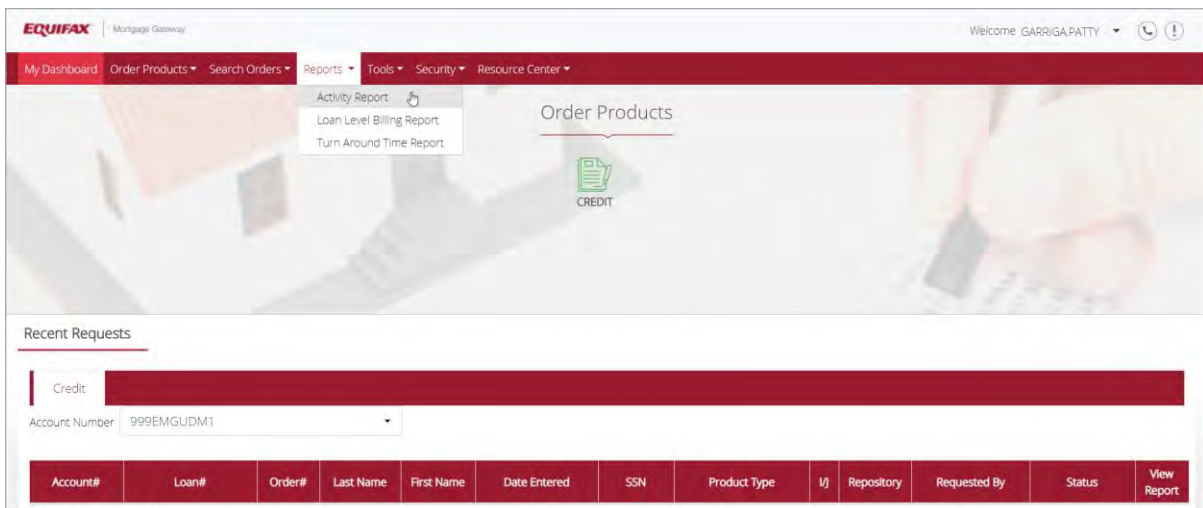 EQUIFAX Mortgage Gateway Welcome GARRIGA.PATTY
My Dashboard Order Products Search Orders Reports Tools Security Resource Center
Activity Report
Loan Level Billing Report
Turn Around Time Report
Order Products
CREDIT
Recent Requests
Credit
Account Number 999EMGUDM1
Account# Loan# Order# Last Name First Name Date Entered SSN Product Type I/J Repository Requested By Status View Report